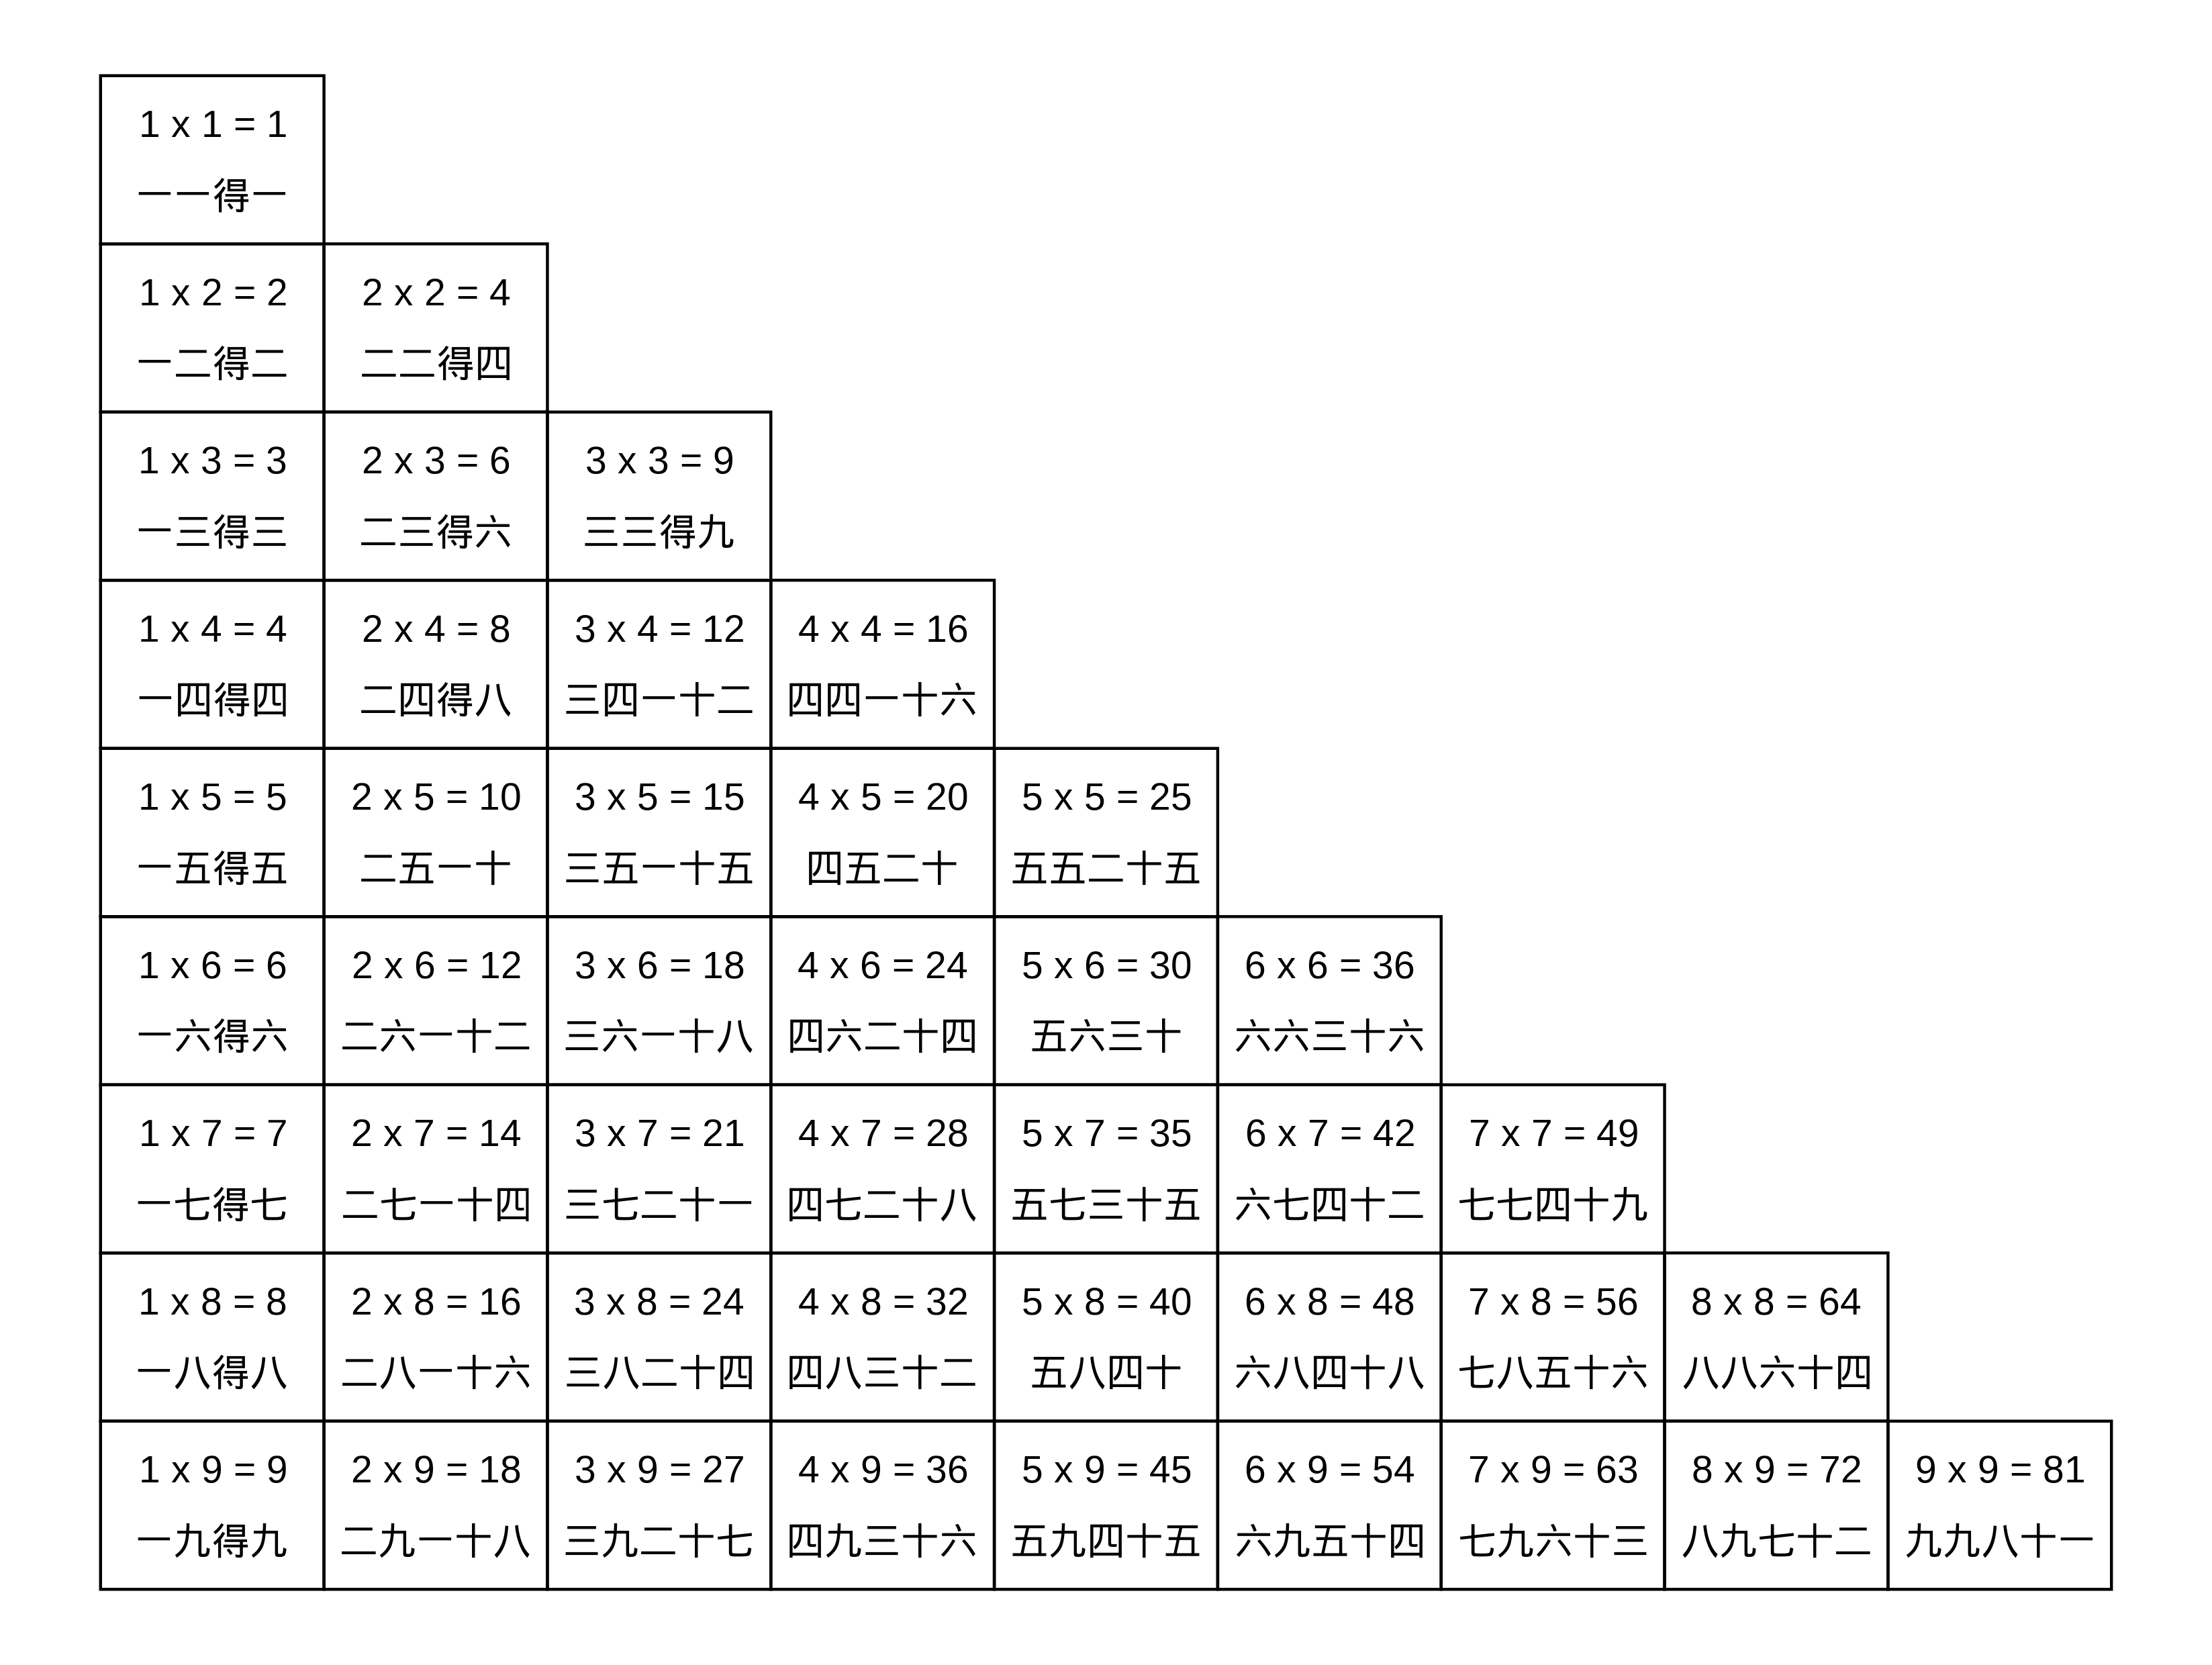 1 x 1 = 1
一一得一
1 x 2 = 2 2 x 2 = 4
一二得二 二二得四
1 x 3 = 3 2 x 3 = 6 3 x 3 = 9
一三得三 二三得六 三三得九
1 x 4 = 4 2 x 4 = 8 3 x 4 = 12 4 x 4 = 16
一四得四 二四得八 三四一十二 四四一十六
1 x 5 = 5 2 x 5 = 10 3 x 5 = 15 4 x 5 = 20 5 x 5 = 25
一五得五 二五一十 三五一十五 四五二十 五五二十五
1 x 6 = 6 2 x 6 = 12 3 x 6 = 18 4 x 6 = 24 5 x 6 = 30 6 x 6 = 36
一六得六 二六一十二 三六一十八 四六二十四 五六三十 六六三十六
1 x 7 = 7 2 x 7 = 14 3 x 7 = 21 4 x 7 = 28 5 x 7 = 35 6 x 7 = 42 7 x 7 = 49
一七得七 二七一十四 三七二十一 四七二十八 五七三十五 六七四十二 七七四十九
1 x 8 = 8 2 x 8 = 16 3 x 8 = 24 4 x 8 = 32 5 x 8 = 40 6 x 8 = 48 7 x 8 = 56 8 x 8 = 64
一八得八 二八一十六 三八二十四 四八三十二 五八四十 六八四十八 七八五十六 八八六十四
1 x 9 = 9 2 x 9 = 18 3 x 9 = 27 4 x 9 = 36 5 x 9 = 45 6 x 9 = 54 7 x 9 = 63 8 x 9 = 72 9 x 9 = 81
一九得九 二九一十八 三九二十七 四九三十六 五九四十五 六九五十四 七九六十三 八九七十二 九九八十一